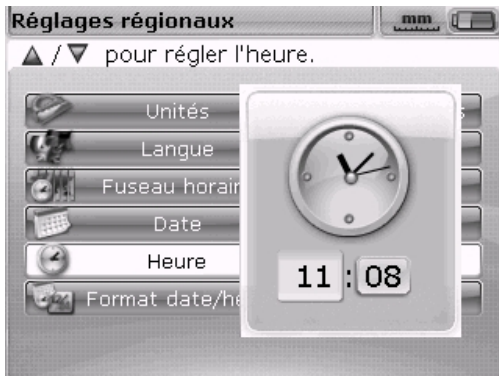 Réglages régionaux
mm
▲ / ▼ pour régler l'heure.
Unités
s
Langue
Fuseau horair
Date
Heure
11 : 08
Format date/he